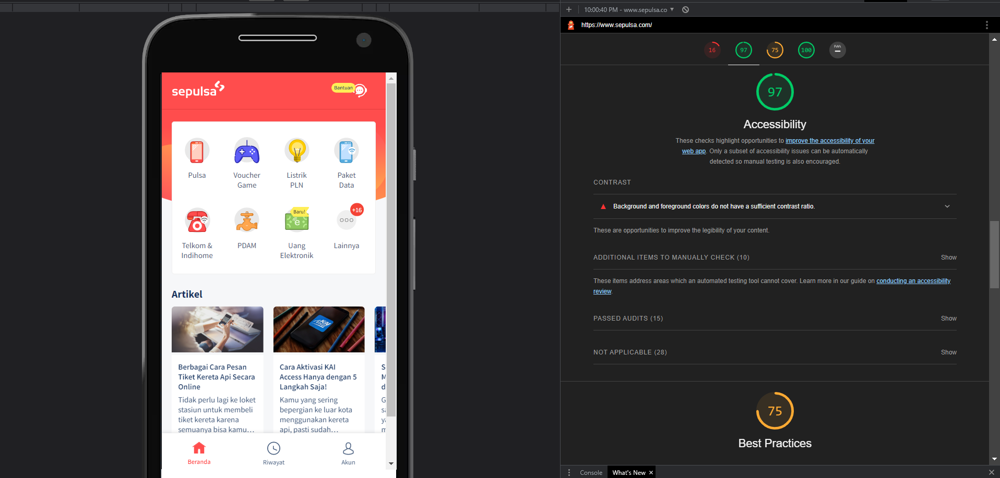 sepulsa
Bantuan
Pulsa
Voucher
Game
Listrik
PLN
Paket
Data
Baru!
+16
Telkom &
Indihome
PDAM
Uang
Elektronik
Lainnya
Artikel
KAI
Access
Berbagai Cara Pesan
Tiket Kereta Api Secara
Online
Tidak perlu lagi ke loket
stasiun untuk membeli
tiket kereta karena
semuanya bisa kamu...
Cara Aktivasi KAI
Access Hanya dengan 5
Langkah Saja!
Kamu yang sering
bepergian ke luar kota
menggunakan kereta
api, pasti sudah...
S
M
d
G
sa
ya
m
Beranda
Riwayat
Akun
10:00:40 PM - www.sepulsa.co
https://www.sepulsa.com/
16
97
75
100
PWA
97
Accessibility
These checks highlight opportunities to improve the accessibility of your
web app. Only a subset of accessibility issues can be automatically
detected so manual testing is also encouraged.
CONTRAST
Background and foreground colors do not have a sufficient contrast ratio.
These are opportunities to improve the legibility of your content.
ADDITIONAL ITEMS TO MANUALLY CHECK (10)
Show
These items address areas which an automated testing tool cannot cover. Learn more in our guide on conducting an accessibility
review.
PASSED AUDITS (15)
Show
NOT APPLICABLE (28)
Show
75
Best Practices
Console
What's New